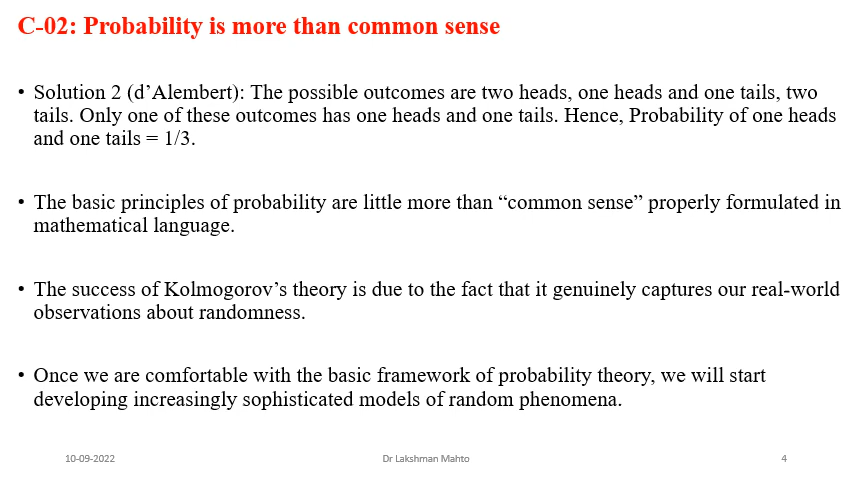 C-02: Probability is more than common sense
• Solution 2 (d’Alembert): The possible outcomes are two heads, one heads and one tails, two
tails. Only one of these outcomes has one heads and one tails. Hence, Probability of one heads
and one tails = 1/3.
• The basic principles of probability are little more than “common sense” properly formulated in
mathematical language.
• The success of Kolmogorov’s theory is due to the fact that it genuinely captures our real-world
observations about randomness.
• Once we are comfortable with the basic framework of probability theory, we will start
developing increasingly sophisticated models of random phenomena.
10-09-2022
Dr Lakshman Mahto
4